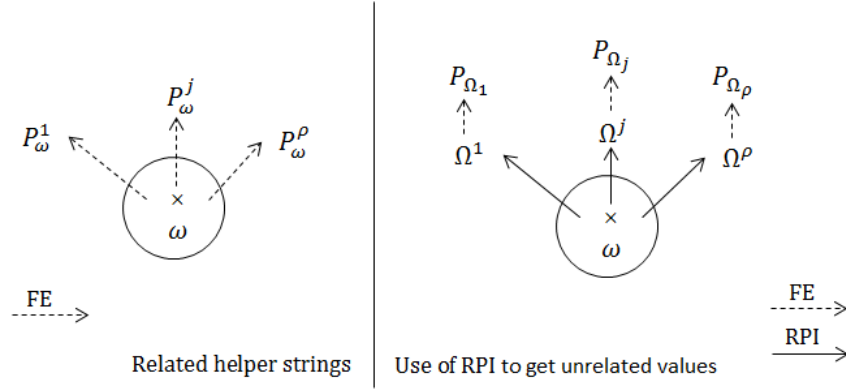 P_ω^1
P_ω^j
P_ω^ρ
×
ω
FE
Related helper strings
P_{Ω_1}
P_{Ω_j}
P_{Ω_ρ}
Ω^1
Ω^j
Ω^ρ
×
ω
FE
RPI
Use of RPI to get unrelated values